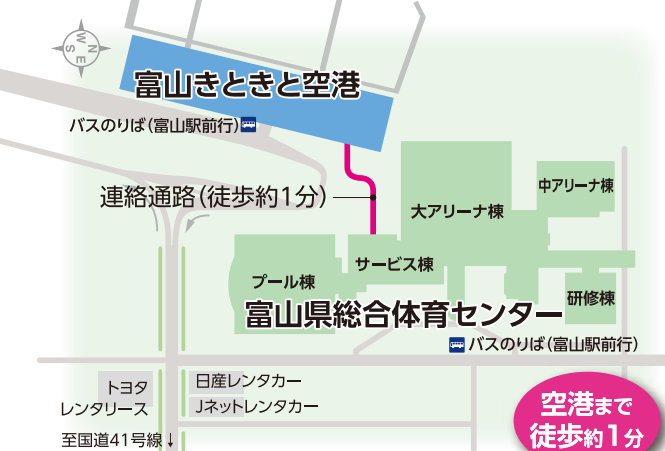 W
N
S
E
富山きときと空港
バスのりば(富山駅前行)
連絡通路(徒歩約1分)
大アリーナ棟
中アリーナ棟
プール棟
サービス棟
研修棟
富山県総合体育センター
バスのりば(富山駅前行)
トヨタ
レンタリース
日産レンタカー
Jネットレンタカー
至国道41号線↓
空港まで
徒歩約1分